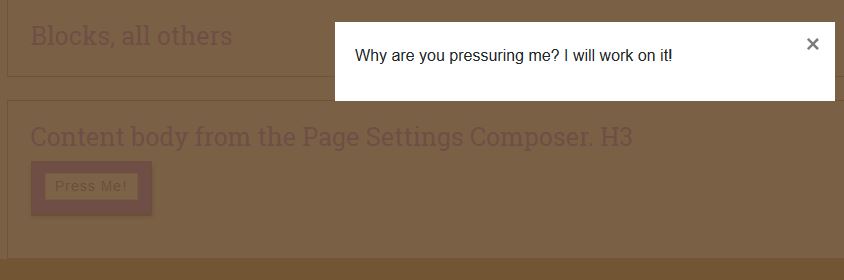 Blocks, all others
Why are you pressuring me? I will work on it!
Content body from the Page Settings Composer. H3
Press Me!